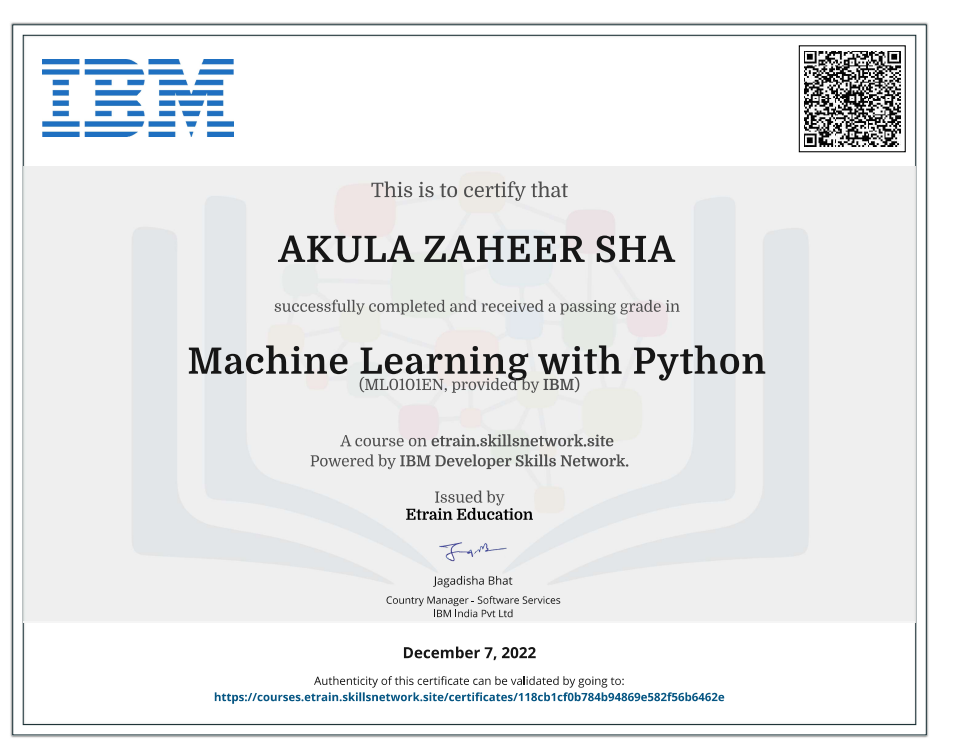 IBM
This is to certify that
AKULA ZAHEER SHA
successfully completed and received a passing grade in
Machine Learning with Python
(ML0101EN, provided by IBM)
A course on etrain.skillsnetwork.site
Powered by IBM Developer Skills Network.
Issued by
Etrain Education
Jagadisha Bhat
Country Manager - Software Services
IBM India Pvt Ltd
December 7, 2022
Authenticity of this certificate can be validated by going to:
https://courses.etrain.skillsnetwork.site/certificates/118cb1cf0b784b94869e582f56b6462e